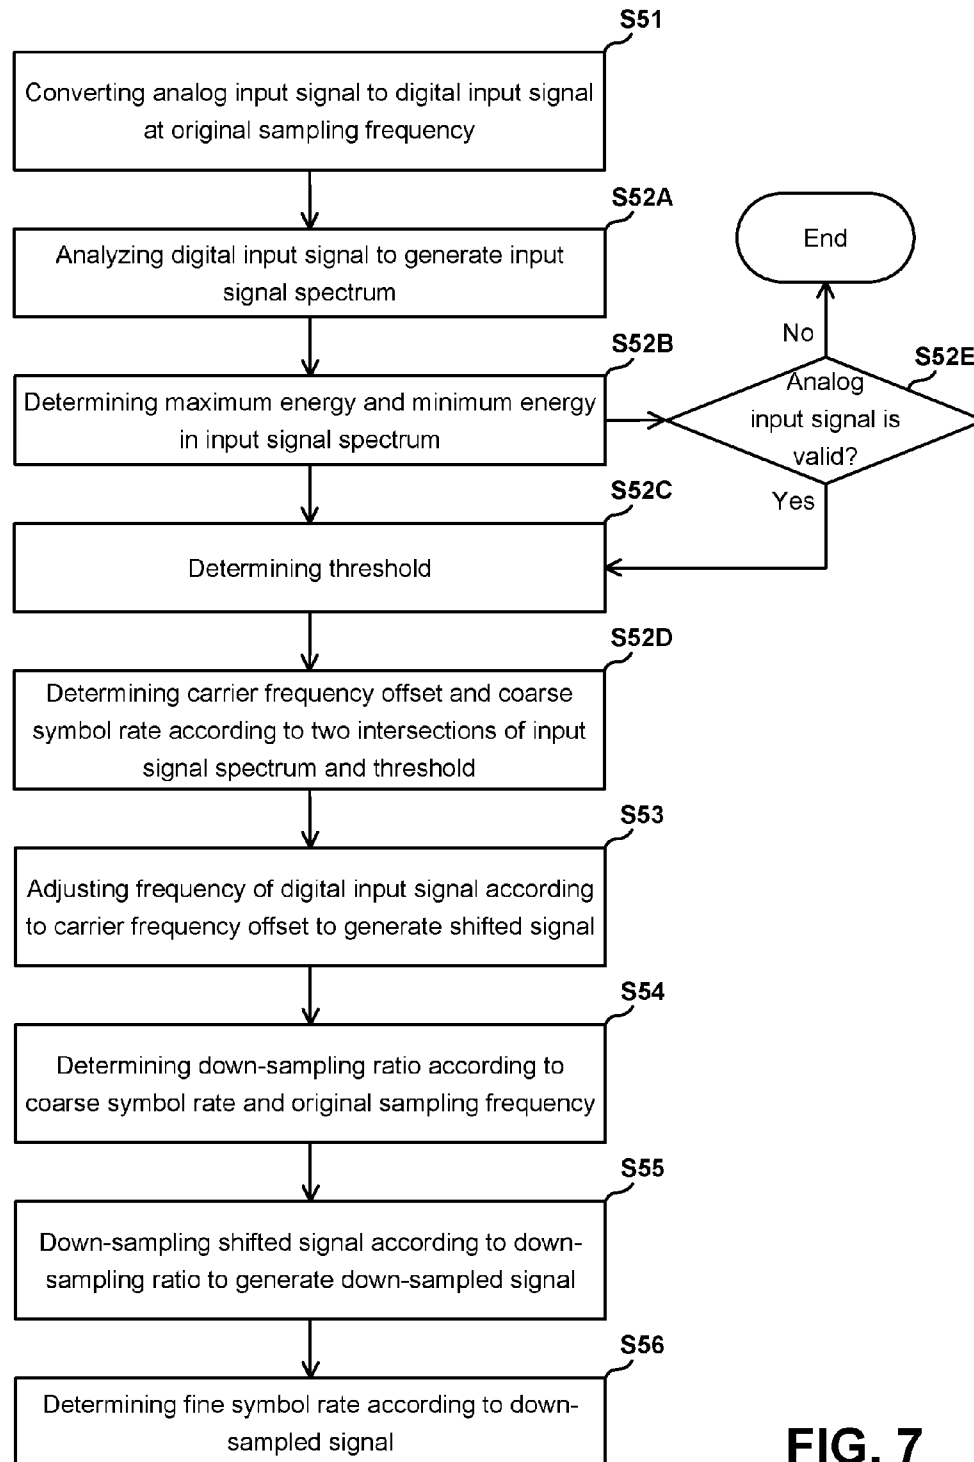 S51
Converting analog input signal to digital input signal
at original sampling frequency
S52A
Analyzing digital input signal to generate input
signal spectrum
End
No
S52B
Determining maximum energy and minimum energy
in input signal spectrum
S52E
Analog
input signal is
valid?
Yes
S52C
Determining threshold
S52D
Determining carrier frequency offset and coarse
symbol rate according to two intersections of input
signal spectrum and threshold
S53
Adjusting frequency of digital input signal according
to carrier frequency offset to generate shifted signal
S54
Determining down-sampling ratio according to
coarse symbol rate and original sampling frequency
S55
Down-sampling shifted signal according to down-
sampling ratio to generate down-sampled signal
S56
Determining fine symbol rate according to down-
sampled signal
FIG. 7